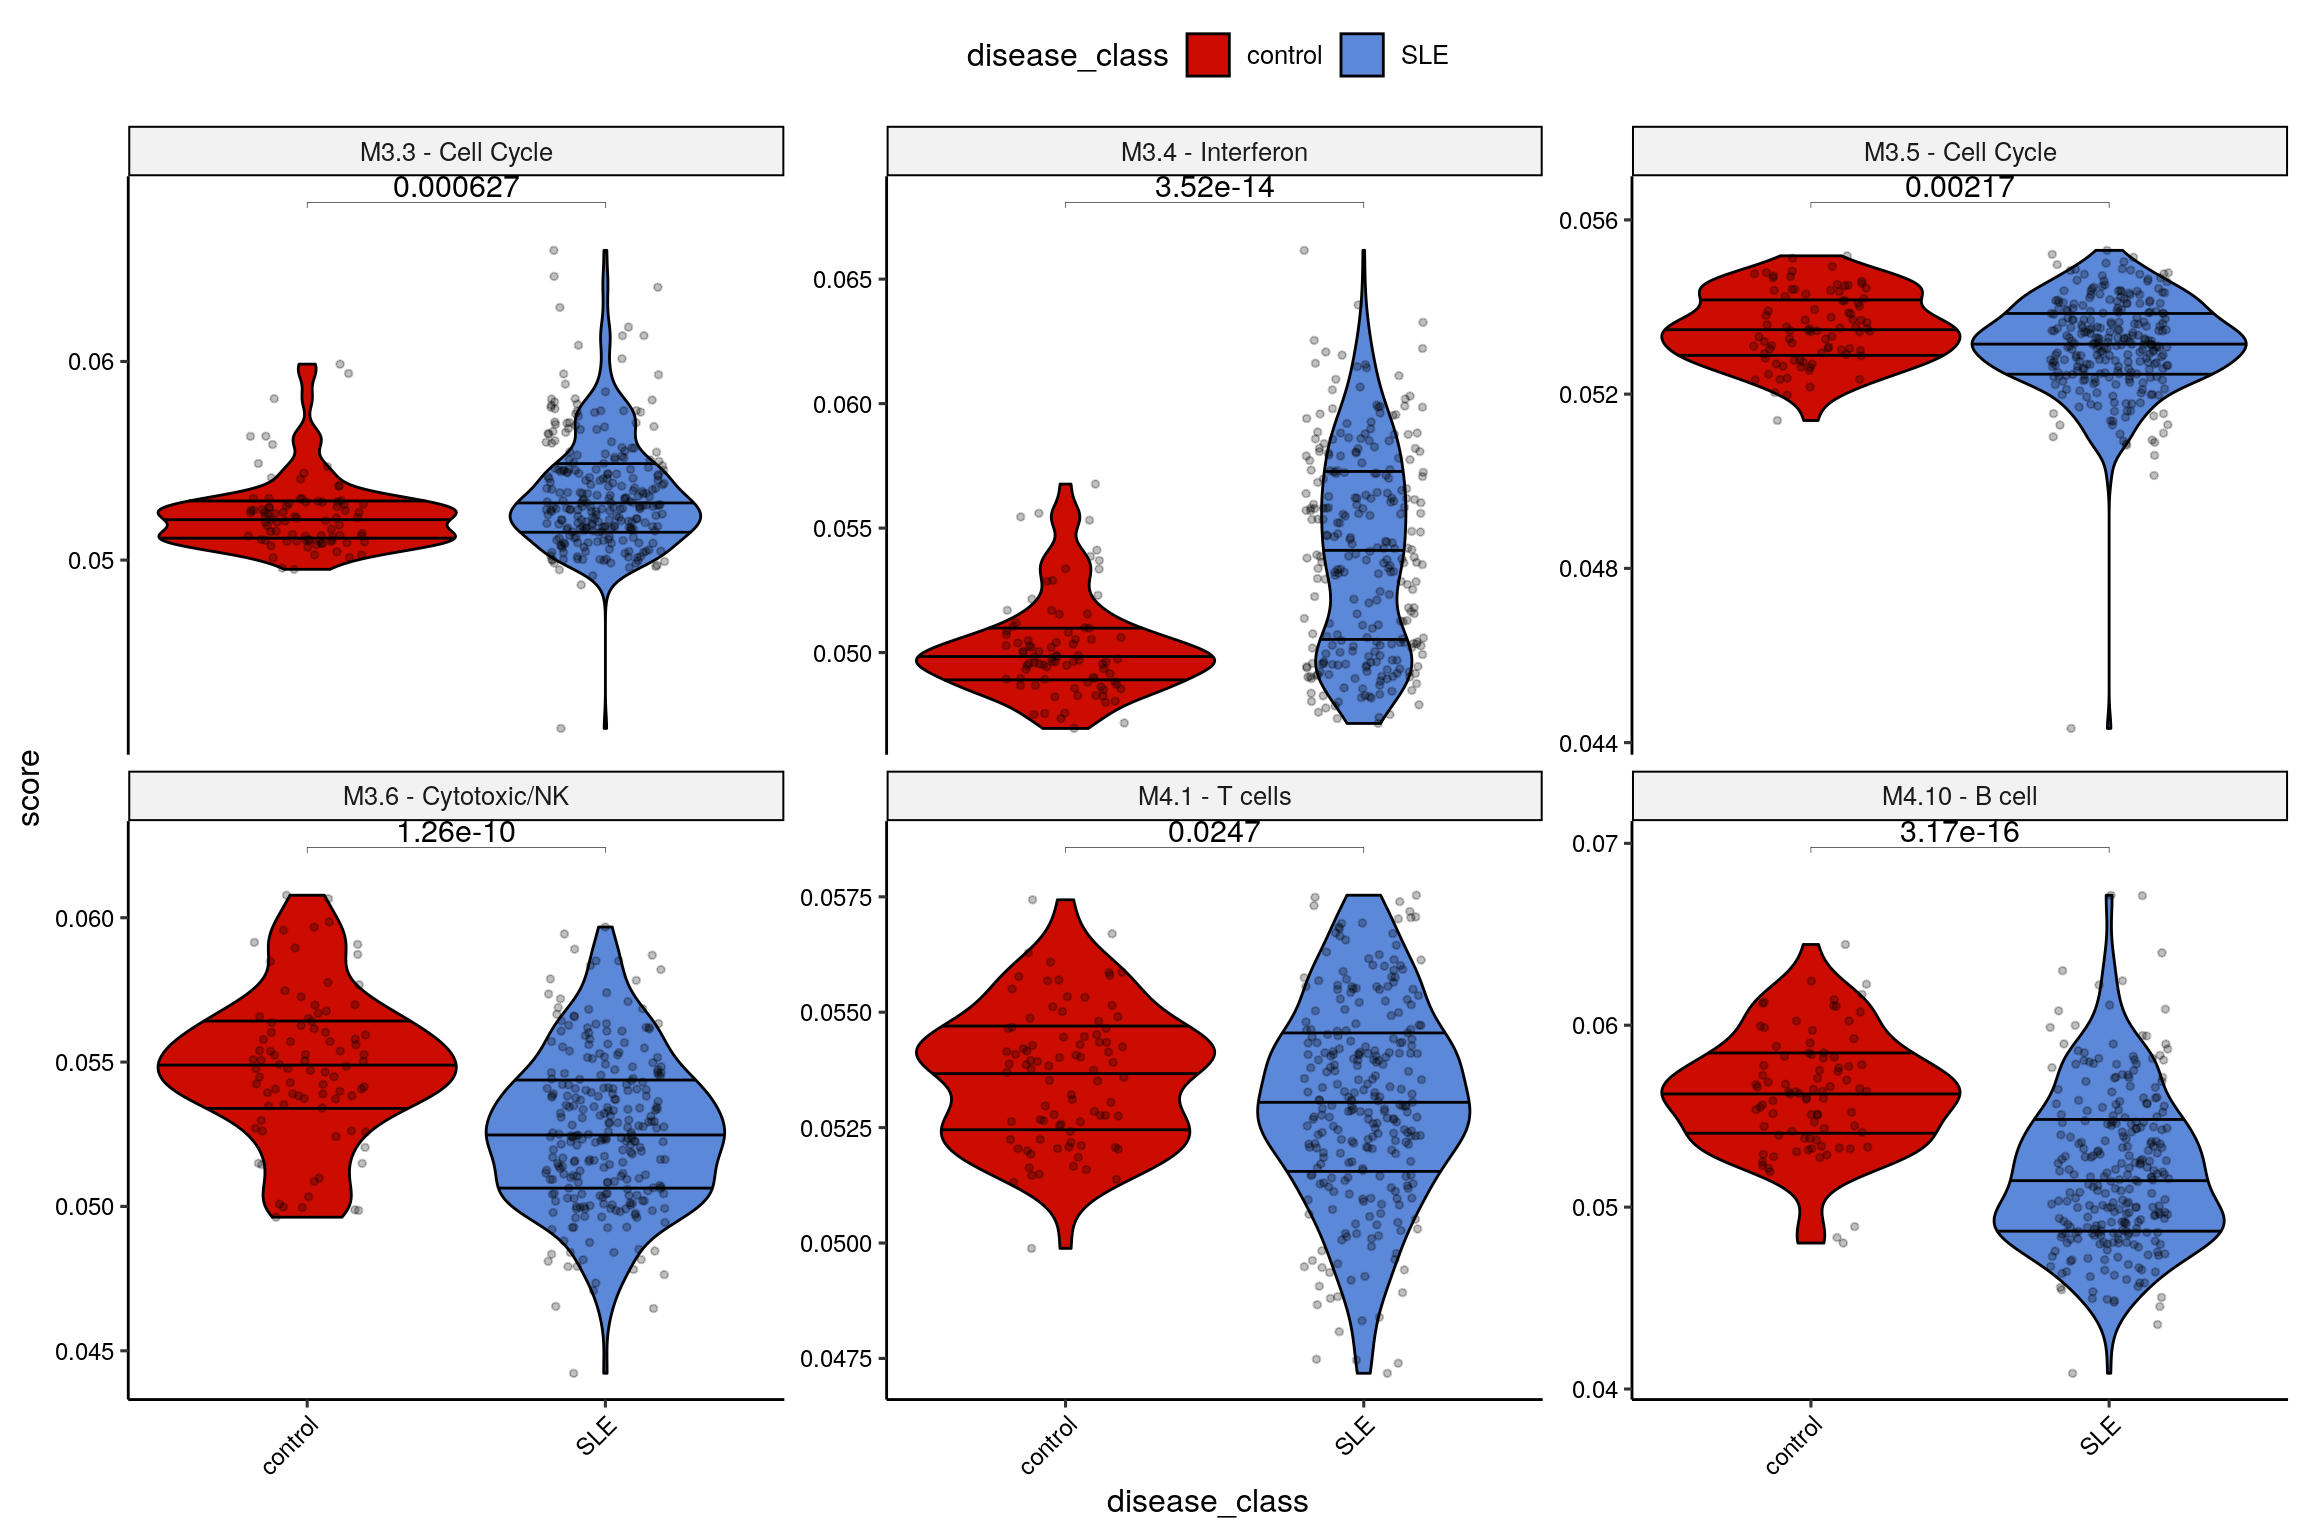 disease_class control SLE
M3.3 - Cell Cycle
0.000627
0.06
0.05
M3.4 - Interferon
3.52e-14
0.065
0.060
0.055
0.050
M3.5 - Cell Cycle
0.00217
0.056
0.052
0.048
0.044
score
M3.6 - Cytotoxic/NK
1.26e-10
0.060
0.055
0.050
0.045
control
SLE
M4.1 - T cells
0.0247
0.0575
0.0550
0.0525
0.0500
0.0475
control
SLE
M4.10 - B cell
3.17e-16
0.07
0.06
0.05
0.04
control
SLE
disease_class